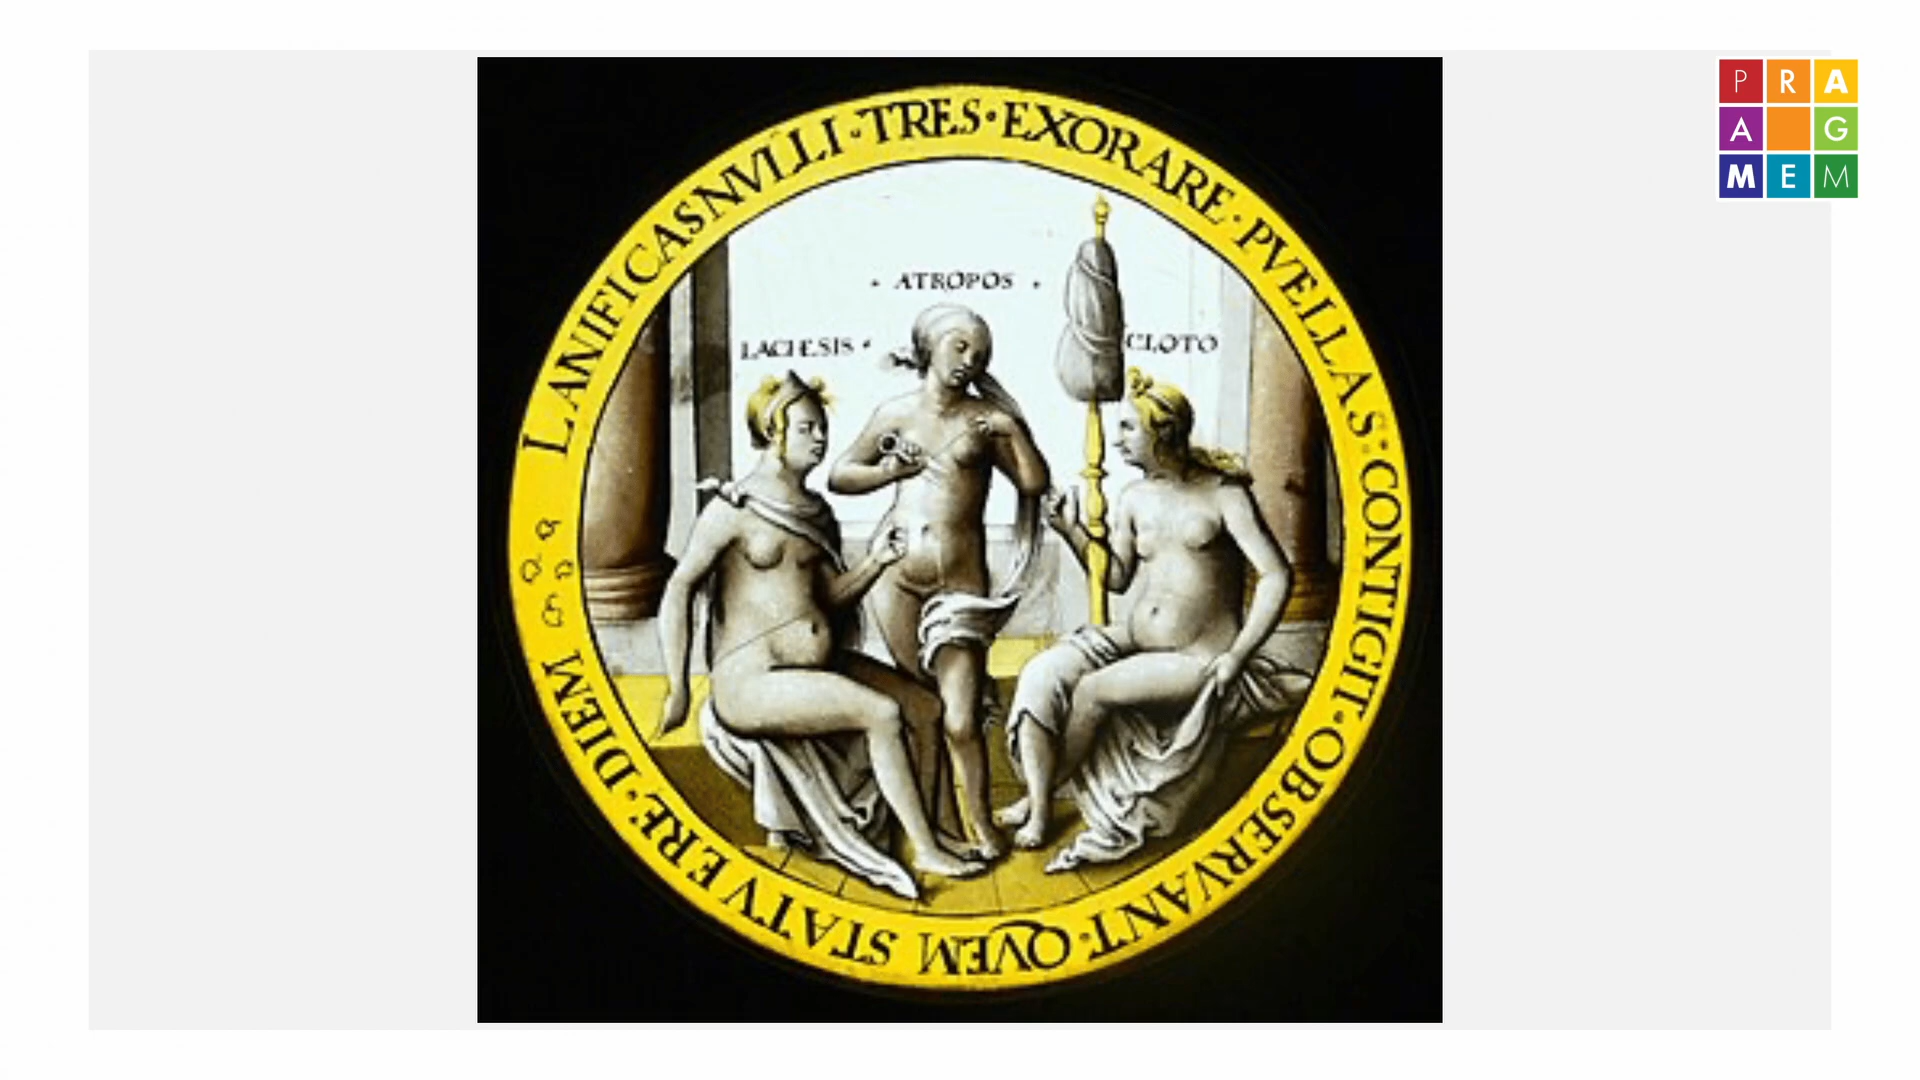 LANIFICAS NVLLI · TRES · EXORARE · PVELLAS : CONTIGIT · OBSERVANT · QVEM STATVERE · DIEM
· ATROPOS ·
LACHESIS ·
CLOTO
P R A
A G
M E M